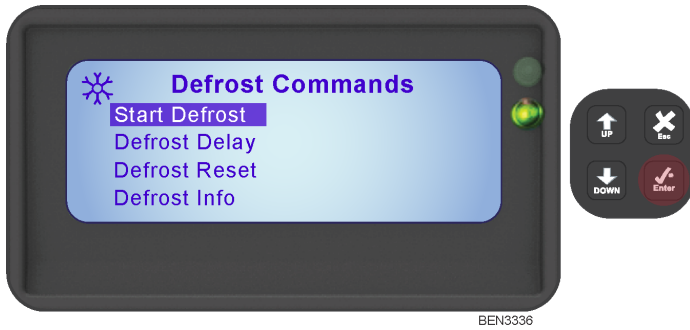 Defrost Commands
Start Defrost
Defrost Delay
Defrost Reset
Defrost Info
UP
Esc
DOWN
Enter
BEN3336